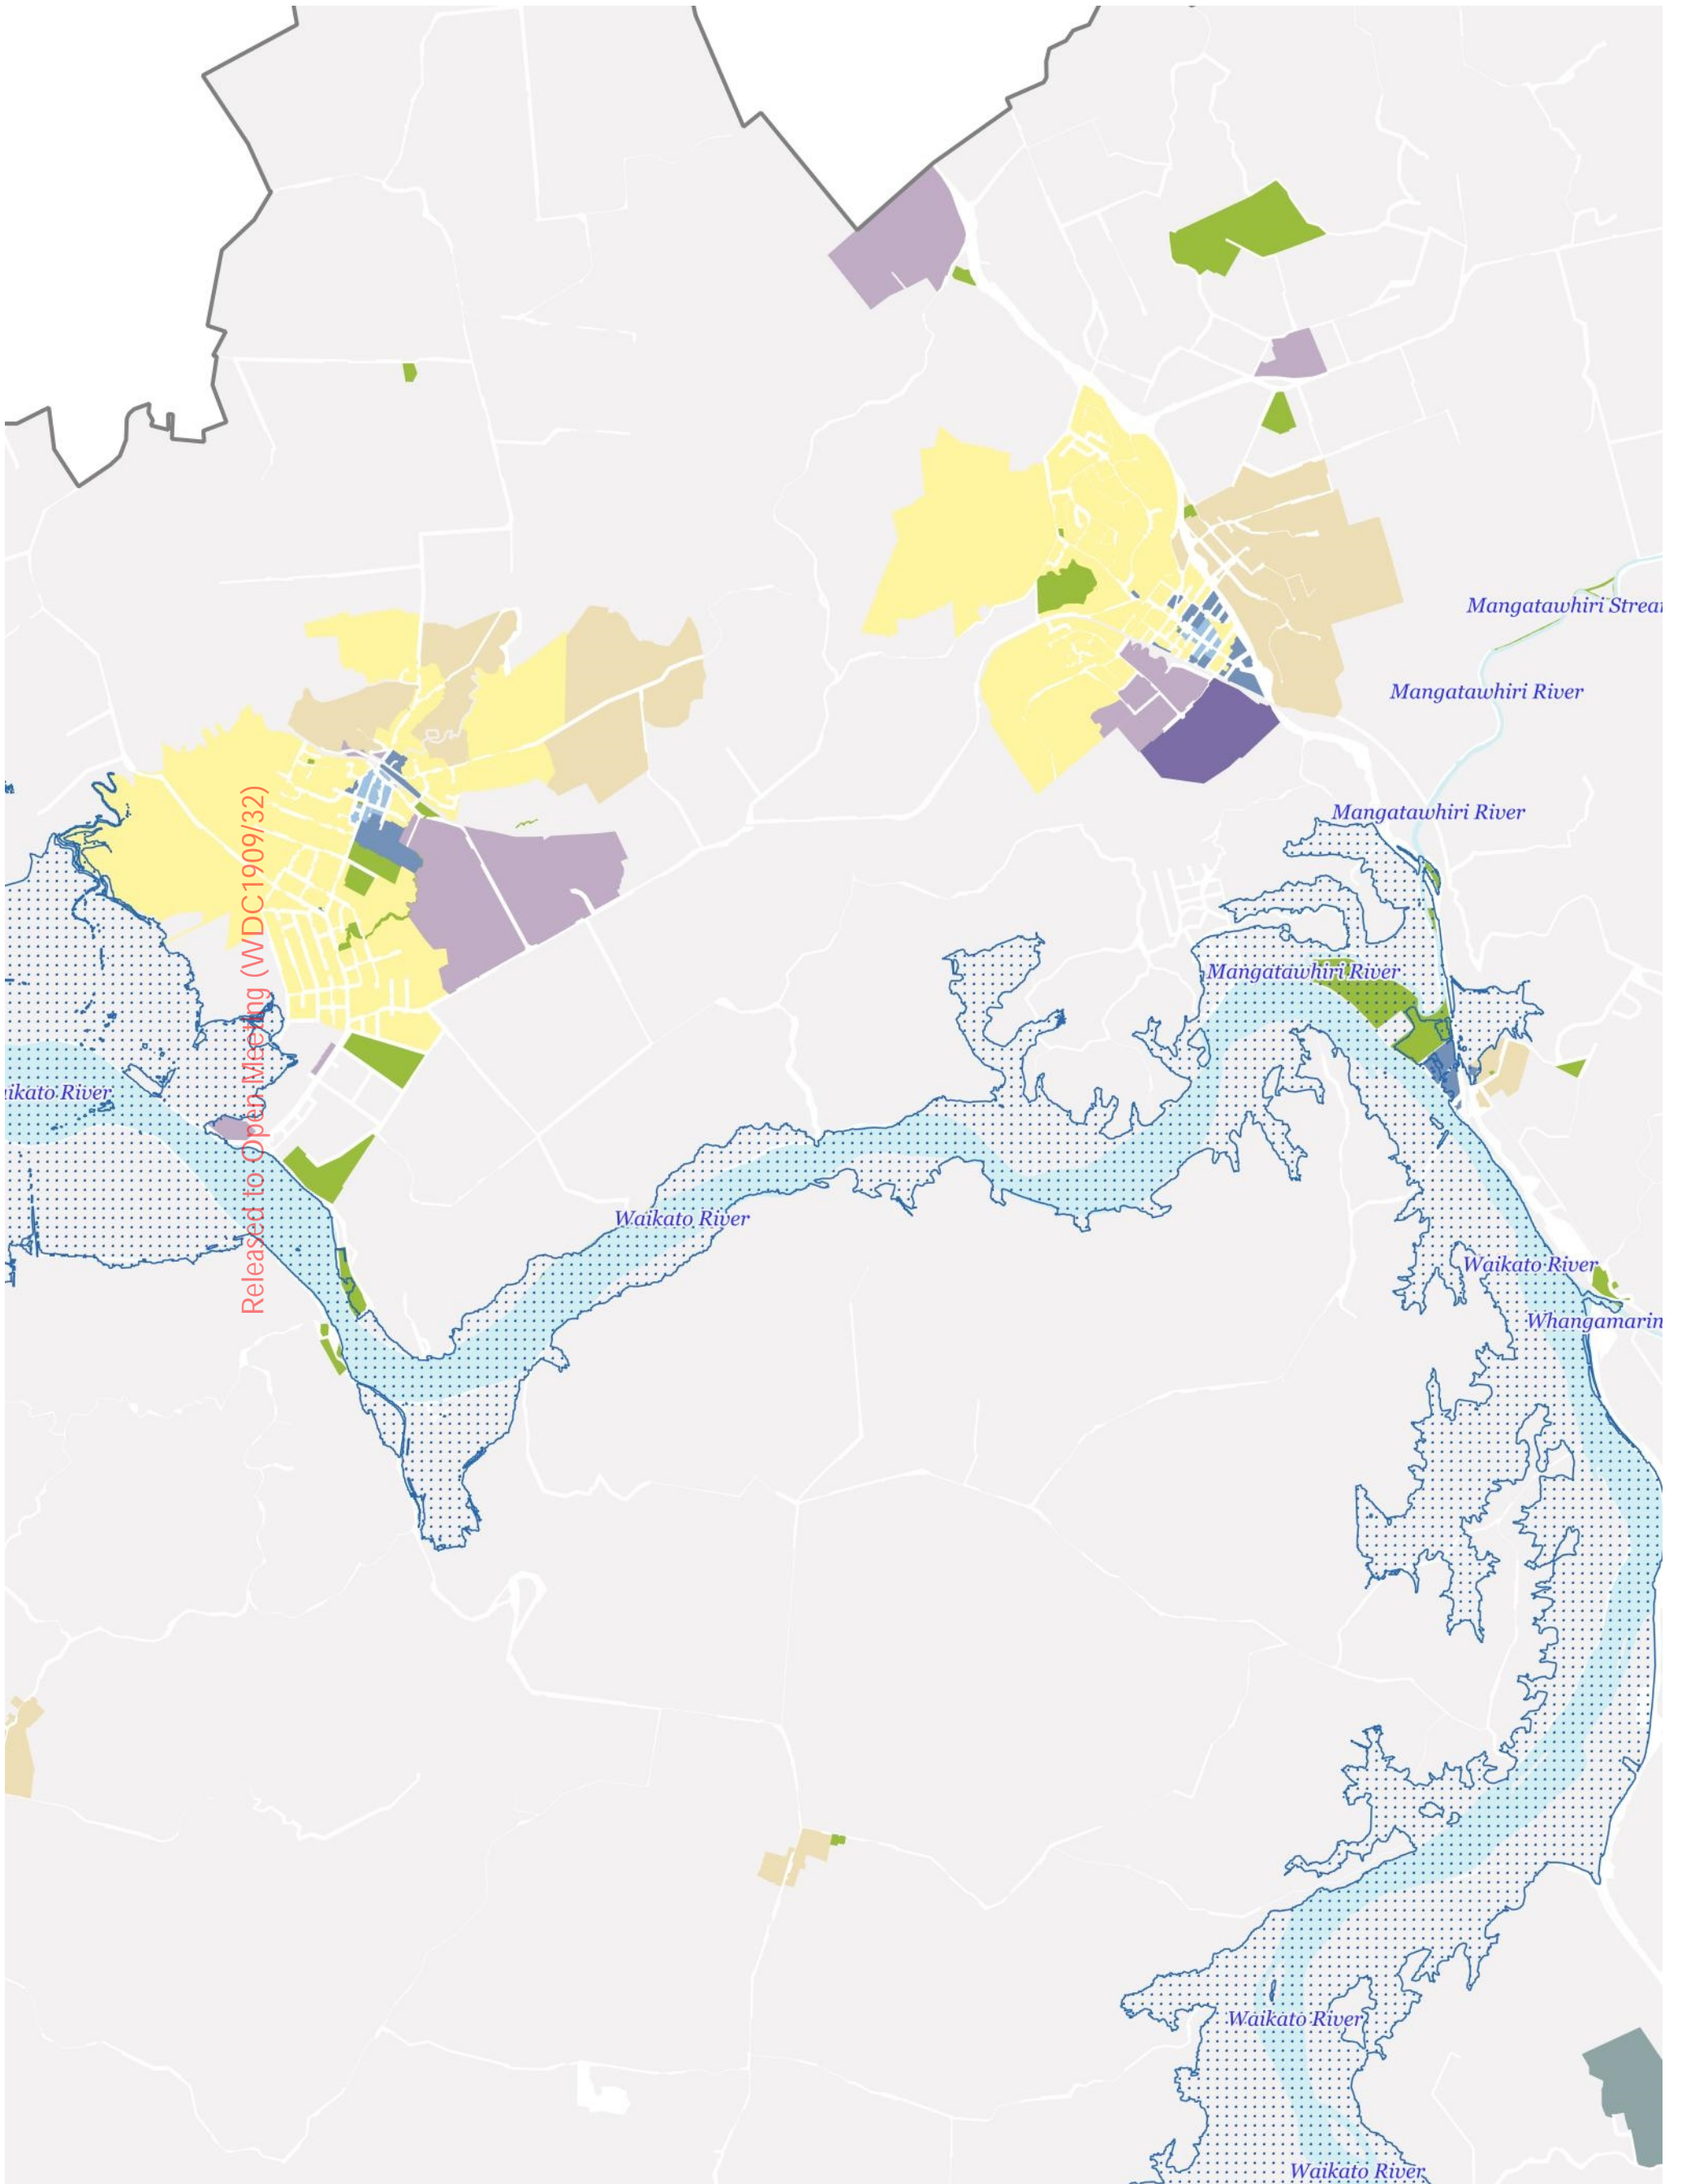 Mangatawhiri Strea
Mangatawhiri River
Mangatawhiri River
Mangatawhiri River
ikato River
Waikato River
Waikato River
Whangamarin
Waikato River
Waikato River
Released to Open Meeting (WDC1909/32)